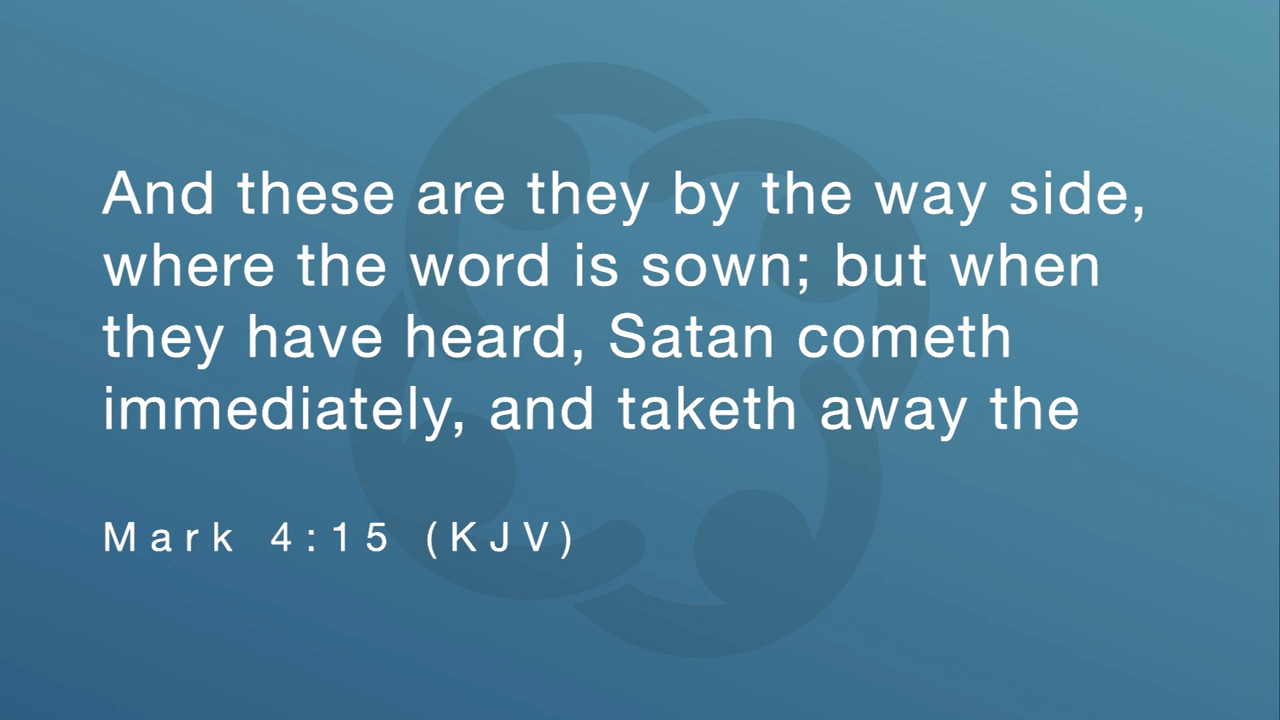 And these are they by the way side,
where the word is sown; but when
they have heard, Satan cometh
immediately, and taketh away the
Mark 4:15 (KJV)